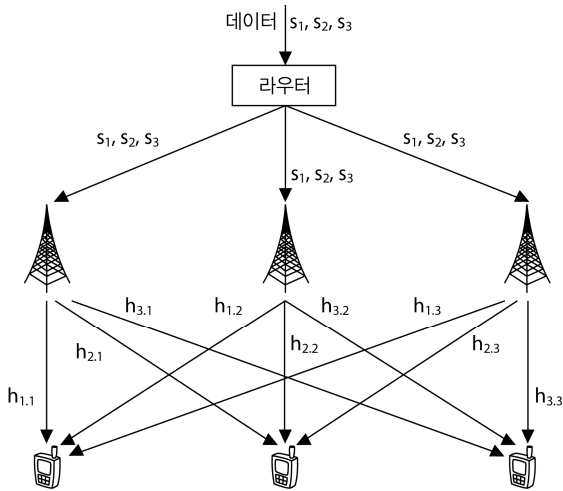 데이터 s₁, s₂, s₃
라우터
s₁, s₂, s₃ s₁, s₂, s₃
s₁, s₂, s₃
h₃.₁ h₁.₂ h₃.₂ h₁.₃
h₂.₁ h₂.₂ h₂.₃
h₁.₁ h₃.₃